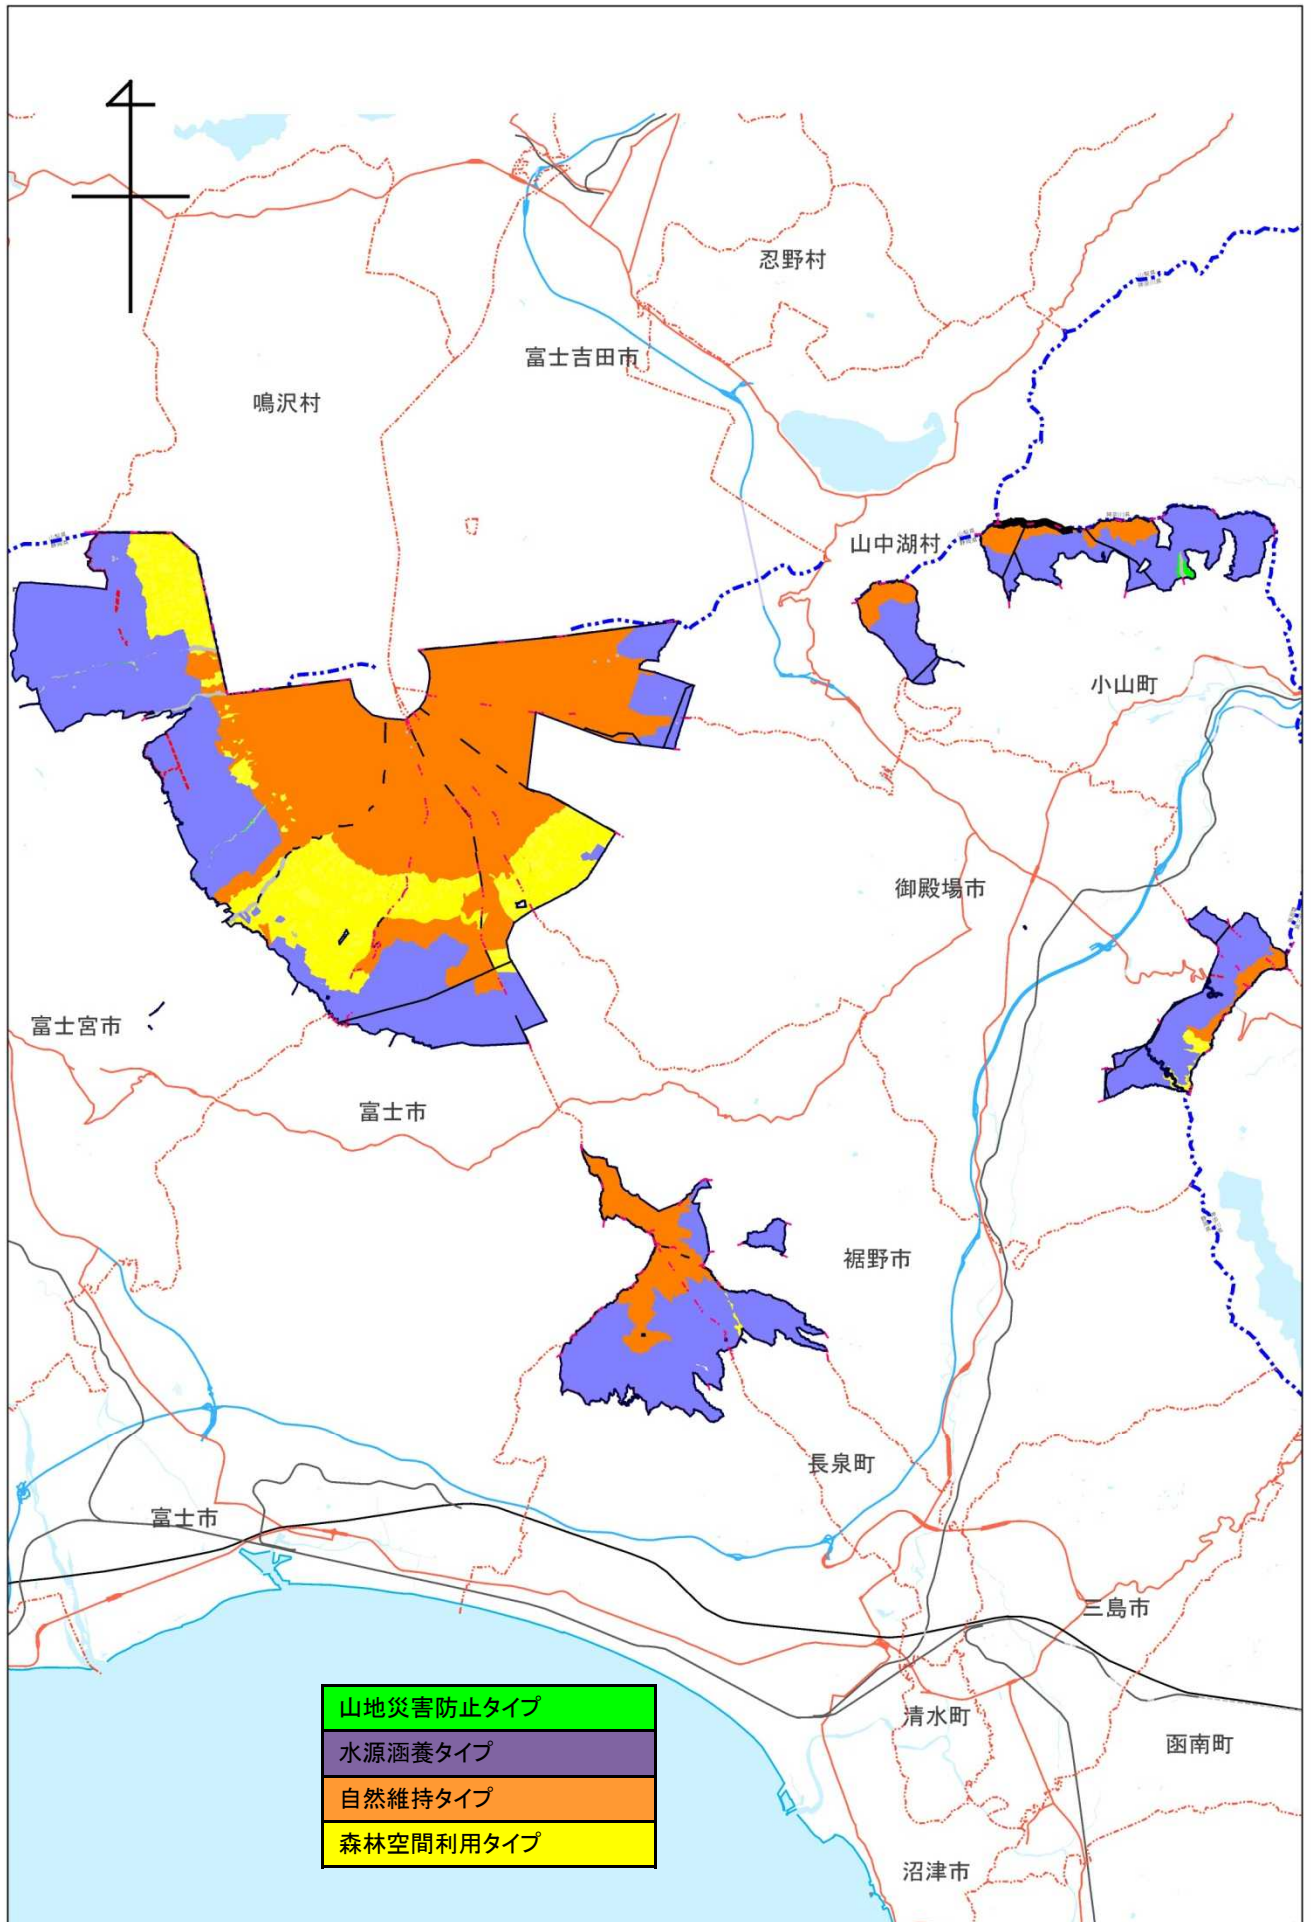 忍野村
富士吉田市
鳴沢村
山中湖村
小山町
御殿場市
富士宮市
富士市
裾野市
長泉町
富士市
三島市
清水町
函南町
沼津市
山地災害防止タイプ
水源涵養タイプ
自然維持タイプ
森林空間利用タイプ